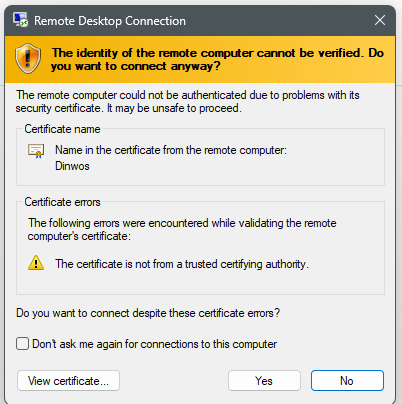 Remote Desktop Connection
The identity of the remote computer cannot be verified. Do
you want to connect anyway?
The remote computer could not be authenticated due to problems with its
security certificate. It may be unsafe to proceed.
Certificate name
Name in the certificate from the remote computer:
Dinwos
Certificate errors
The following errors were encountered while validating the remote
computer's certificate:
The certificate is not from a trusted certifying authority.
Do you want to connect despite these certificate errors?
Don't ask me again for connections to this computer
View certificate... Yes No